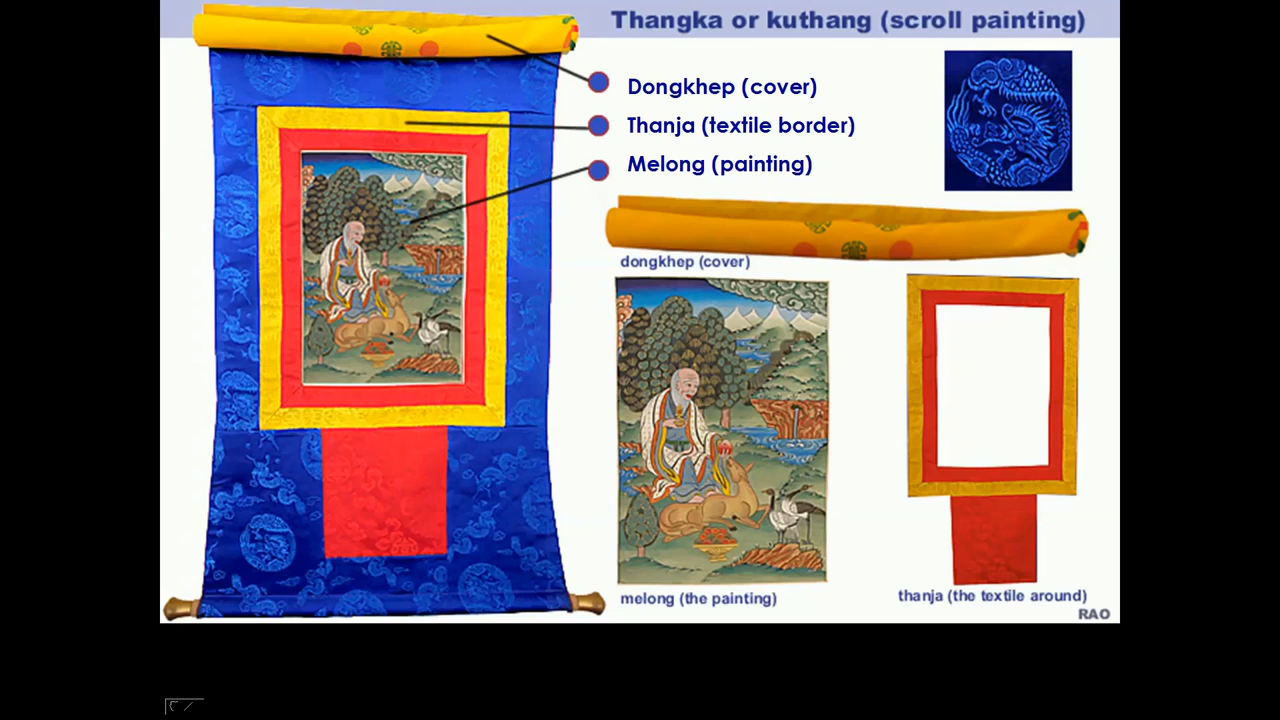 Thangka or kuthang (scroll painting)
Dongkhep (cover)
Thanja (textile border)
Melong (painting)
dongkhep (cover)
melong (the painting)
thanja (the textile around)
RAO